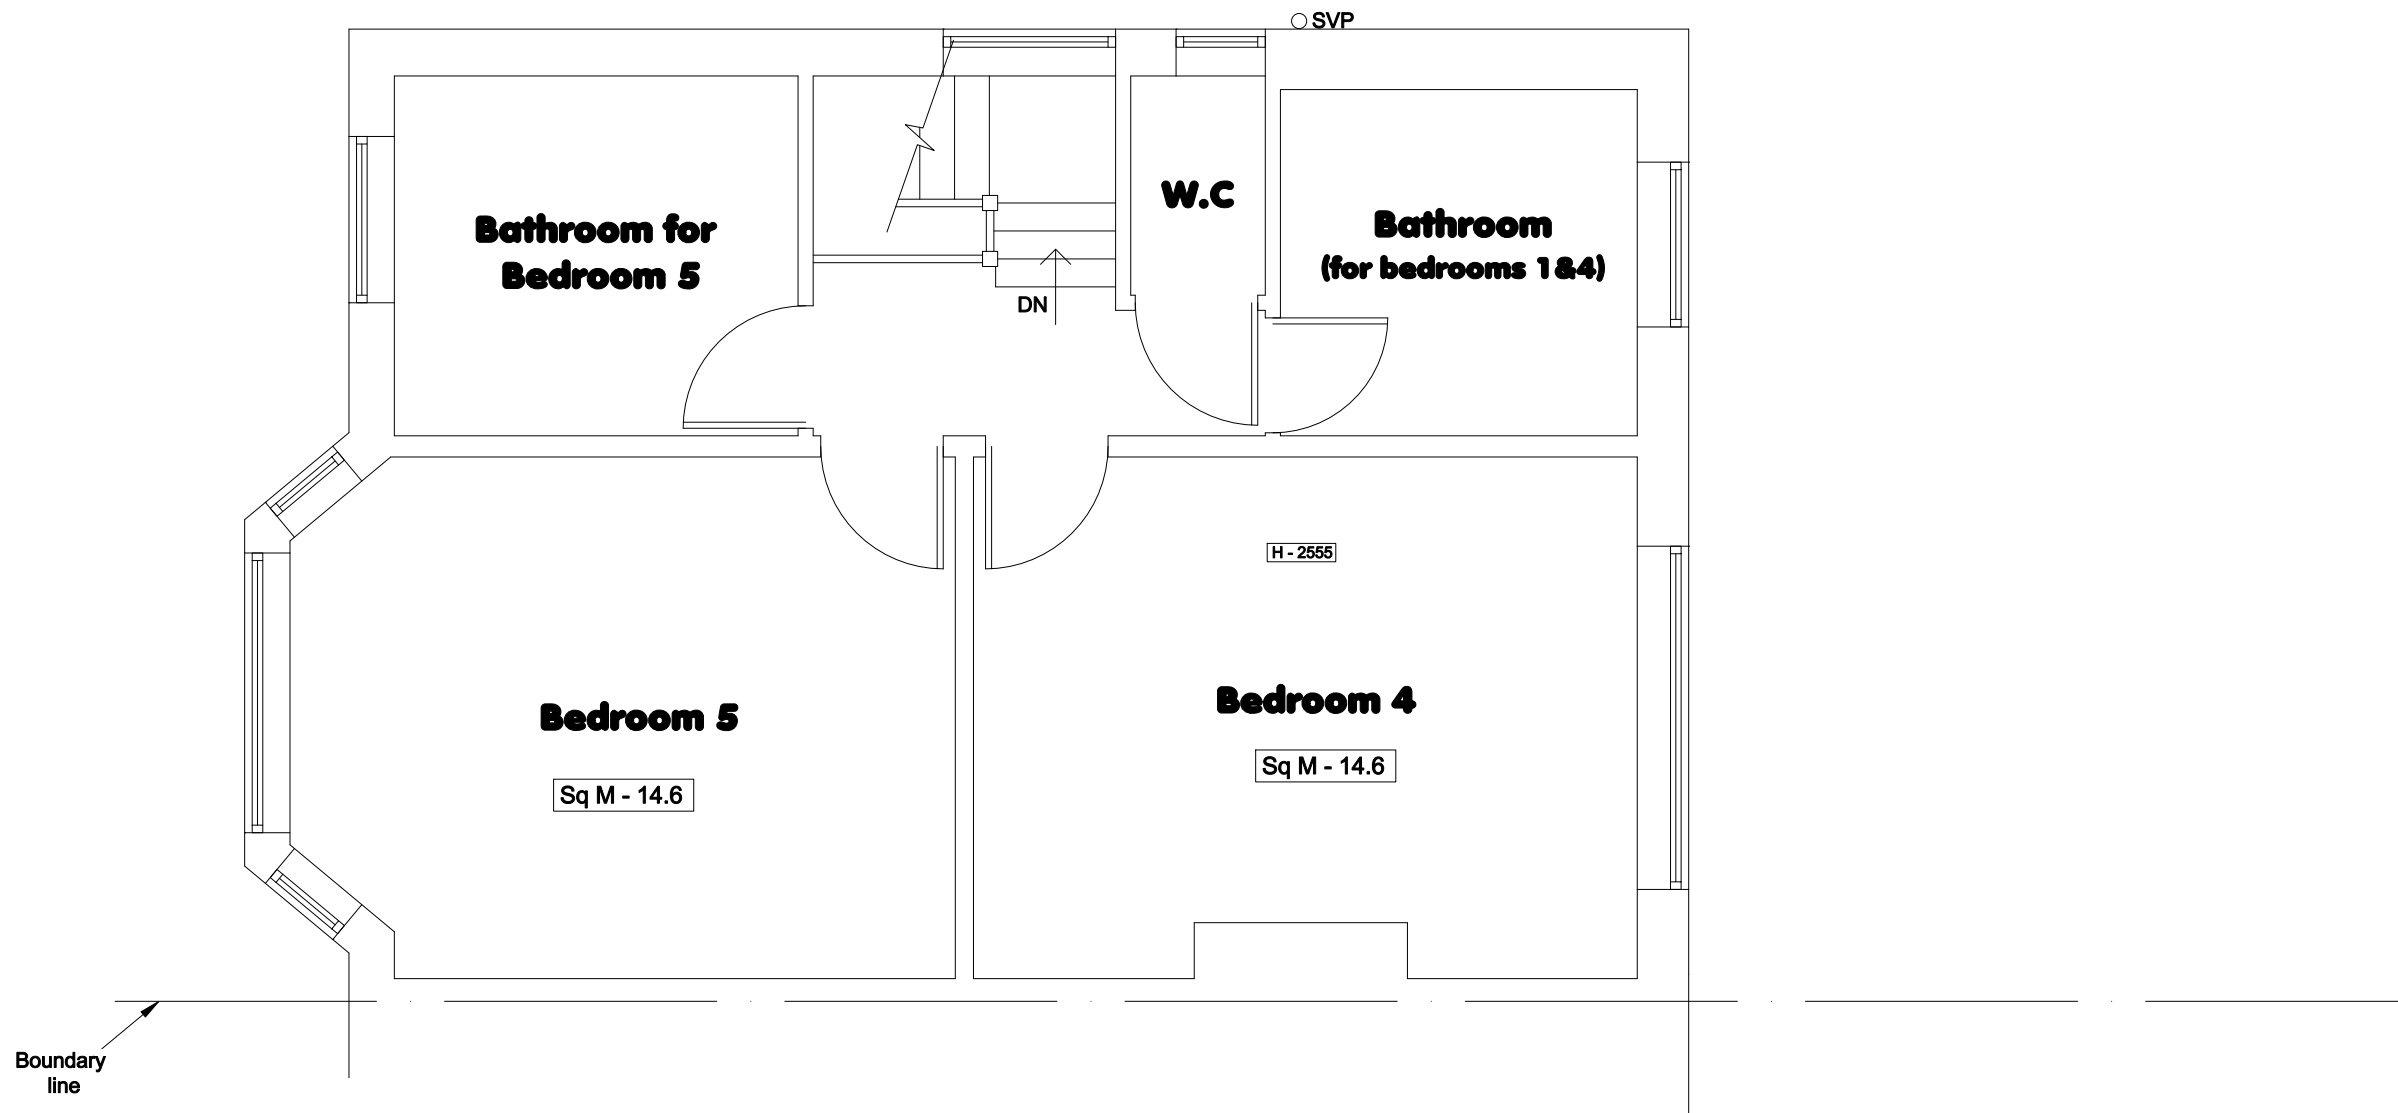 SVP
W.C
Bathroom for
Bedroom 5
Bathroom
(for bedrooms 1&4)
DN
H - 2555
Bedroom 5
Sq M - 14.6
Bedroom 4
Sq M - 14.6
Boundary
line